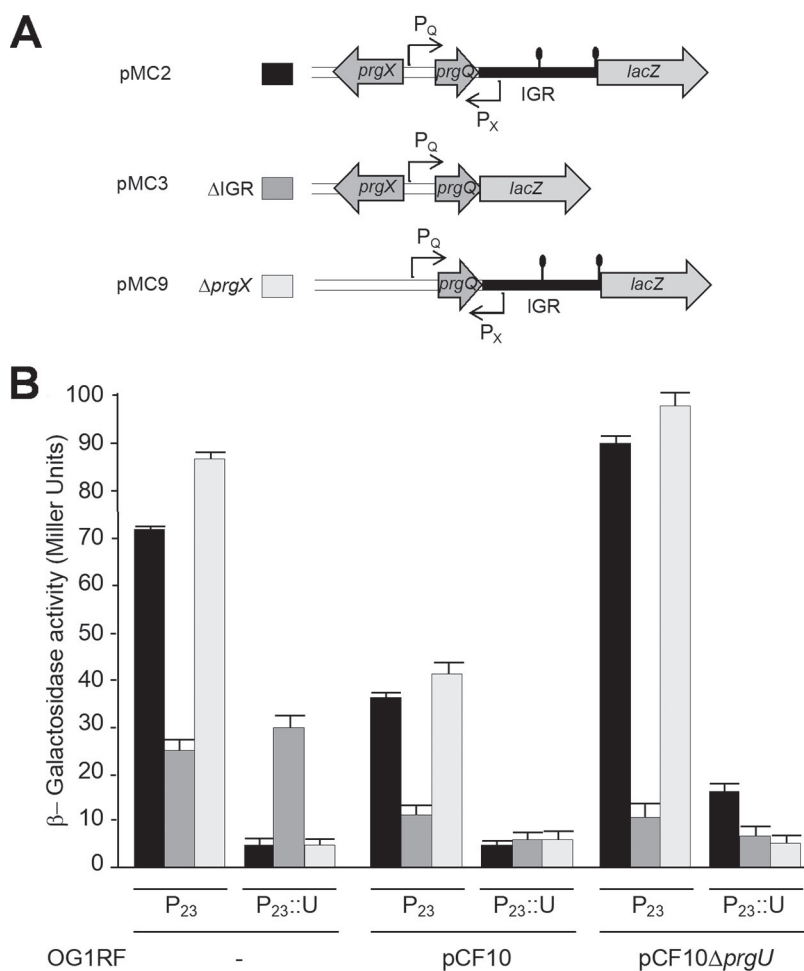 A
pMC2
prgX
P_Q
prgQ
P_X
IGR
lacZ
pMC3
ΔIGR
prgX
P_Q
prgQ
lacZ
pMC9
ΔprgX
P_Q
prgQ
P_X
IGR
lacZ
B
β– Galactosidase activity (Miller Units)
100
90
80
70
60
50
40
30
20
10
0
P23 P23::U P23 P23::U P23 P23::U
OG1RF - pCF10 pCF10ΔprgU